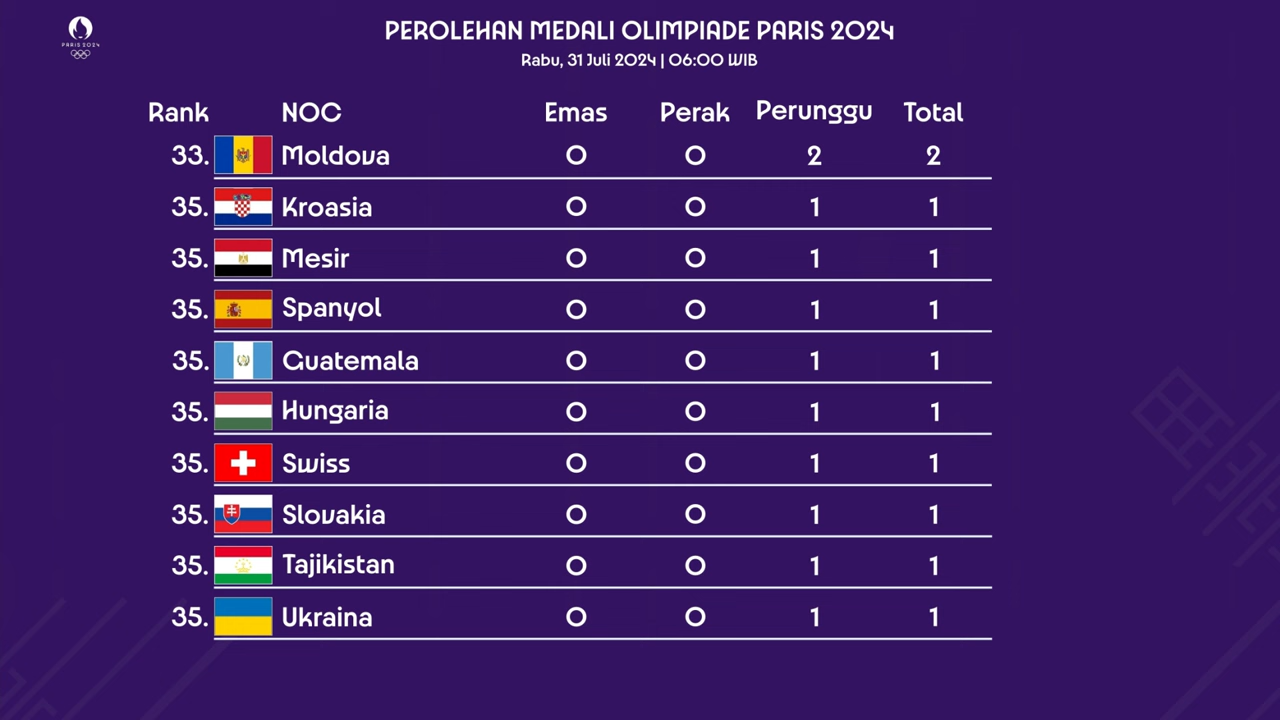 PARIS 2024
PEROLEHAN MEDALI OLIMPIADE PARIS 2024
Rabu, 31 Juli 2024 | 06:00 WIB
Rank NOC Emas Perak Perunggu Total
33. Moldova 0 0 2 2
35. Kroasia 0 0 1 1
35. Mesir 0 0 1 1
35. Spanyol 0 0 1 1
35. Guatemala 0 0 1 1
35. Hungaria 0 0 1 1
35. Swiss 0 0 1 1
35. Slovakia 0 0 1 1
35. Tajikistan 0 0 1 1
35. Ukraina 0 0 1 1